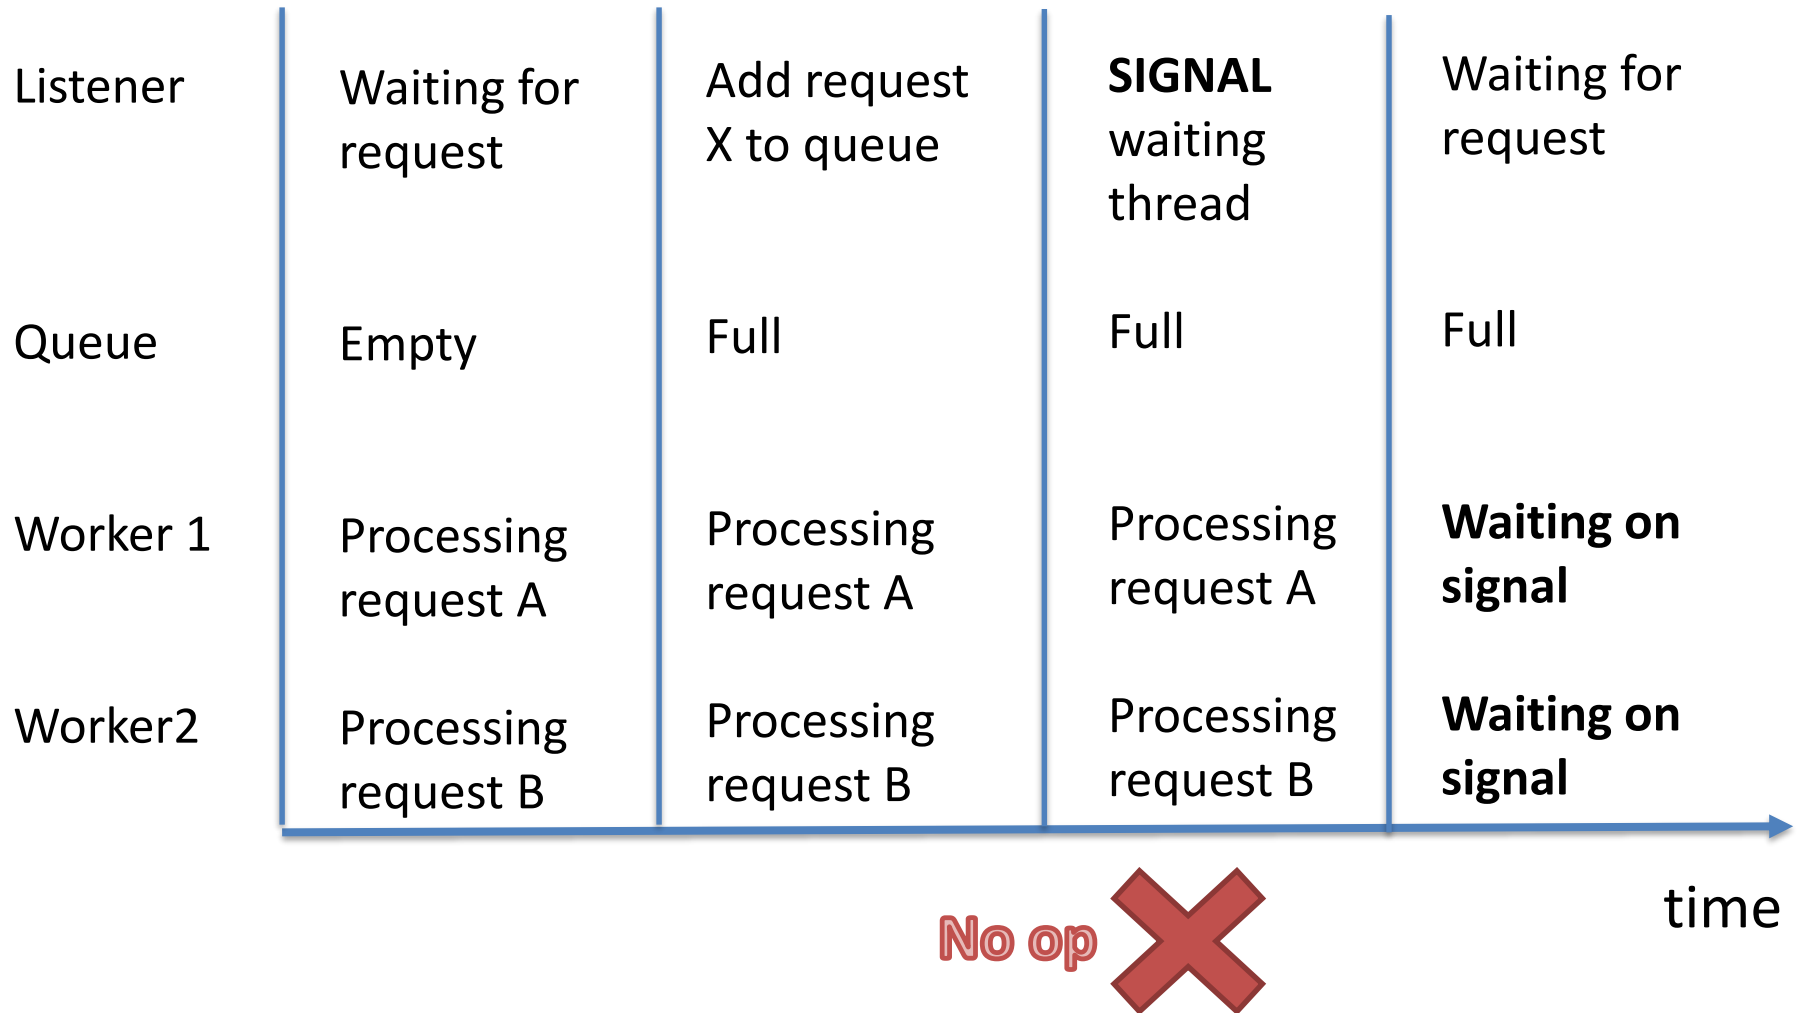 Listener
Waiting for
request
Add request
X to queue
SIGNAL
waiting
thread
Waiting for
request
Queue
Empty
Full
Full
Full
Worker 1
Processing
request A
Processing
request A
Processing
request A
Waiting on
signal
Worker2
Processing
request B
Processing
request B
Processing
request B
Waiting on
signal
time
No op